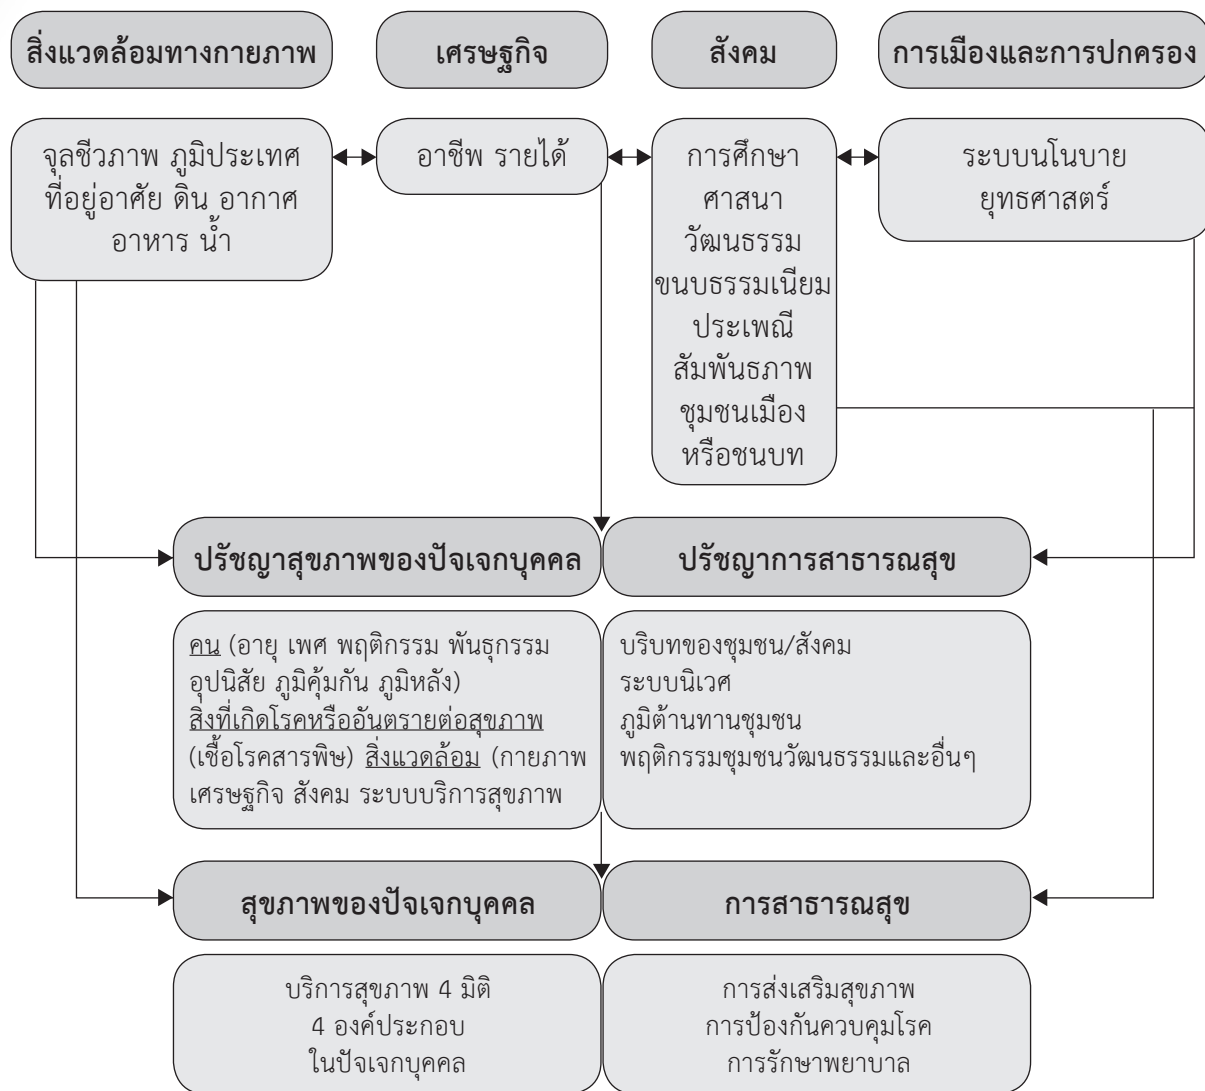 สิ่งแวดล้อมทางกายภาพ
เศรษฐกิจ
สังคม
การเมืองและการปกครอง
จุลชีวภาพ ภูมิประเทศ
ที่อยู่อาศัย ดิน อากาศ
อาหาร น้ำ
อาชีพ รายได้
การศึกษา
ศาสนา
วัฒนธรรม
ขนบธรรมเนียม
ประเพณี
สัมพันธภาพ
ชุมชนเมือง
หรือชนบท
ระบบนโนบาย
ยุทธศาสตร์
ปรัชญาสุขภาพของปัจเจกบุคคล
ปรัชญาการสาธารณสุข
คน (อายุ เพศ พฤติกรรม พันธุกรรม
อุปนิสัย ภูมิคุ้มกัน ภูมิหลัง)
สิ่งที่เกิดโรคหรืออันตรายต่อสุขภาพ
(เชื้อโรคสารพิษ) สิ่งแวดล้อม (กายภาพ
เศรษฐกิจ สังคม ระบบบริการสุขภาพ
บริบทของชุมชน/สังคม
ระบบนิเวศ
ภูมิต้านทานชุมชน
พฤติกรรมชุมชนวัฒนธรรมและอื่นๆ
สุขภาพของปัจเจกบุคคล
การสาธารณสุข
บริการสุขภาพ 4 มิติ
4 องค์ประกอบ
ในปัจเจกบุคคล
การส่งเสริมสุขภาพ
การป้องกันควบคุมโรค
การรักษาพยาบาล